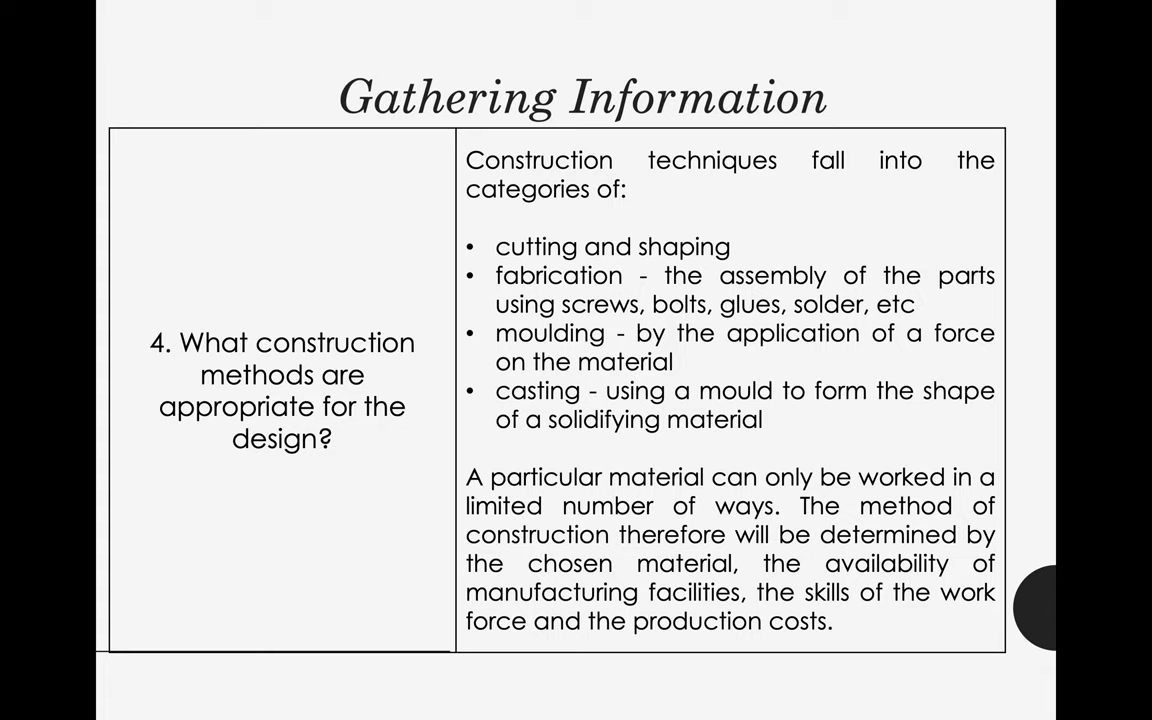 Gathering Information
4. What construction
methods are
appropriate for the
design?
Construction techniques fall into the
categories of:
• cutting and shaping
• fabrication - the assembly of the parts
using screws, bolts, glues, solder, etc
• moulding - by the application of a force
on the material
• casting - using a mould to form the shape
of a solidifying material
A particular material can only be worked in a
limited number of ways. The method of
construction therefore will be determined by
the chosen material, the availability of
manufacturing facilities, the skills of the work
force and the production costs.